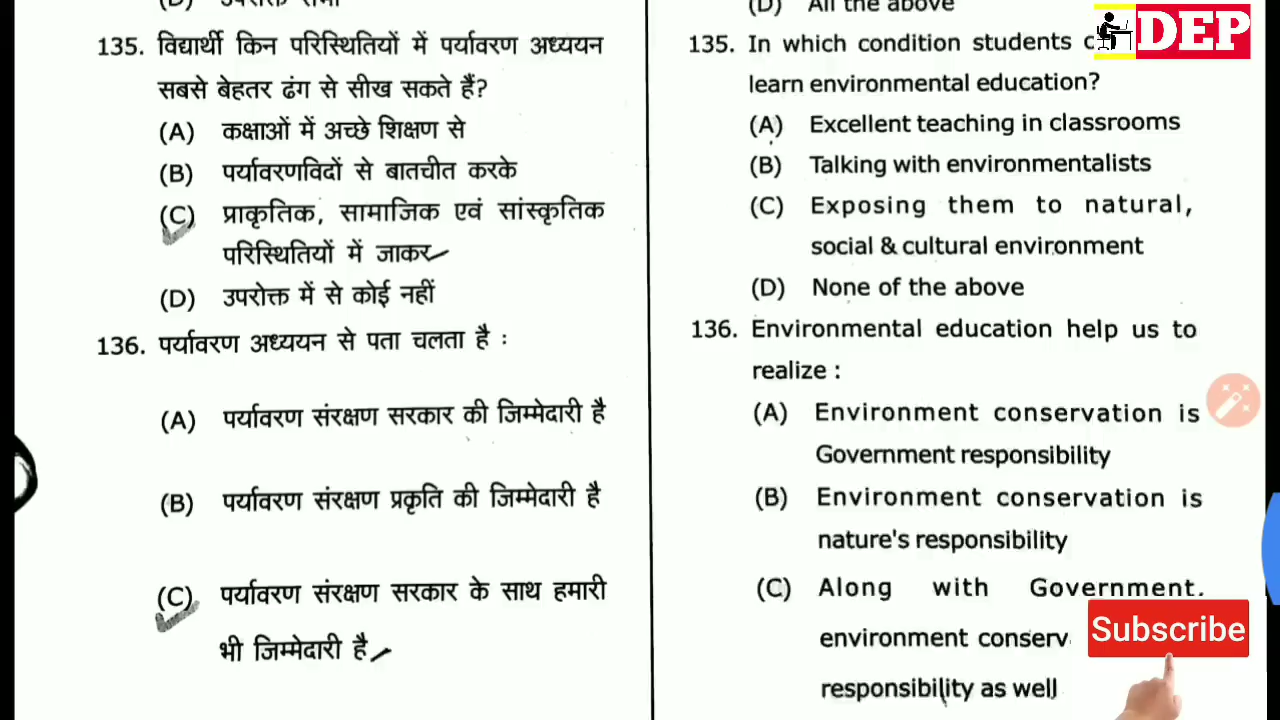 135. विद्यार्थी किन परिस्थितियों में पर्यावरण अध्ययन
सबसे बेहतर ढंग से सीख सकते हैं?
(A) कक्षाओं में अच्छे शिक्षण से
(B) पर्यावरणविदों से बातचीत करके
(C) प्राकृतिक, सामाजिक एवं सांस्कृतिक
परिस्थितियों में जाकर
(D) उपरोक्त में से कोई नहीं
136. पर्यावरण अध्ययन से पता चलता है :
(A) पर्यावरण संरक्षण सरकार की जिम्मेदारी है
(B) पर्यावरण संरक्षण प्रकृति की जिम्मेदारी है
(C) पर्यावरण संरक्षण सरकार के साथ हमारी
भी जिम्मेदारी है
(D) All the above
135. In which condition students
learn environmental education?
(A) Excellent teaching in classrooms
(B) Talking with environmentalists
(C) Exposing them to natural,
social & cultural environment
(D) None of the above
136. Environmental education help us to
realize :
(A) Environment conservation is
Government responsibility
(B) Environment conservation is
nature's responsibility
(C) Along with Government,
environment
responsibility as well
DEP
Subscribe